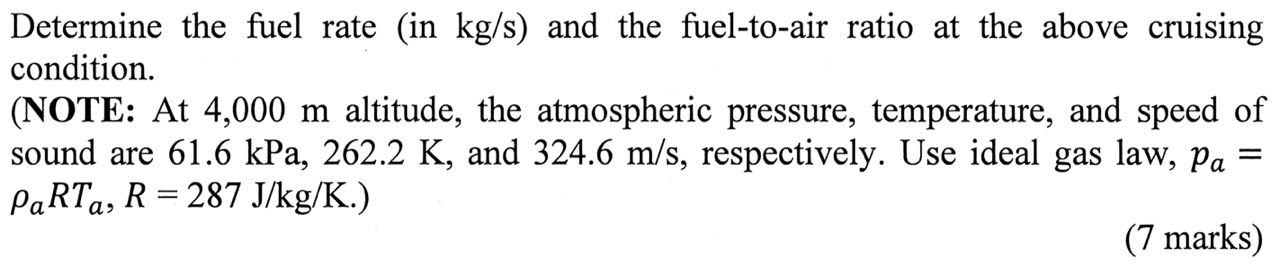 Determine the fuel rate (in kg/s) and the fuel-to-air ratio at the above cruising
condition.
(NOTE: At 4,000 m altitude, the atmospheric pressure, temperature, and speed of
sound are 61.6 kPa, 262.2 K, and 324.6 m/s, respectively. Use ideal gas law, pₐ =
ρₐRTₐ, R = 287 J/kg/K.)
(7 marks)